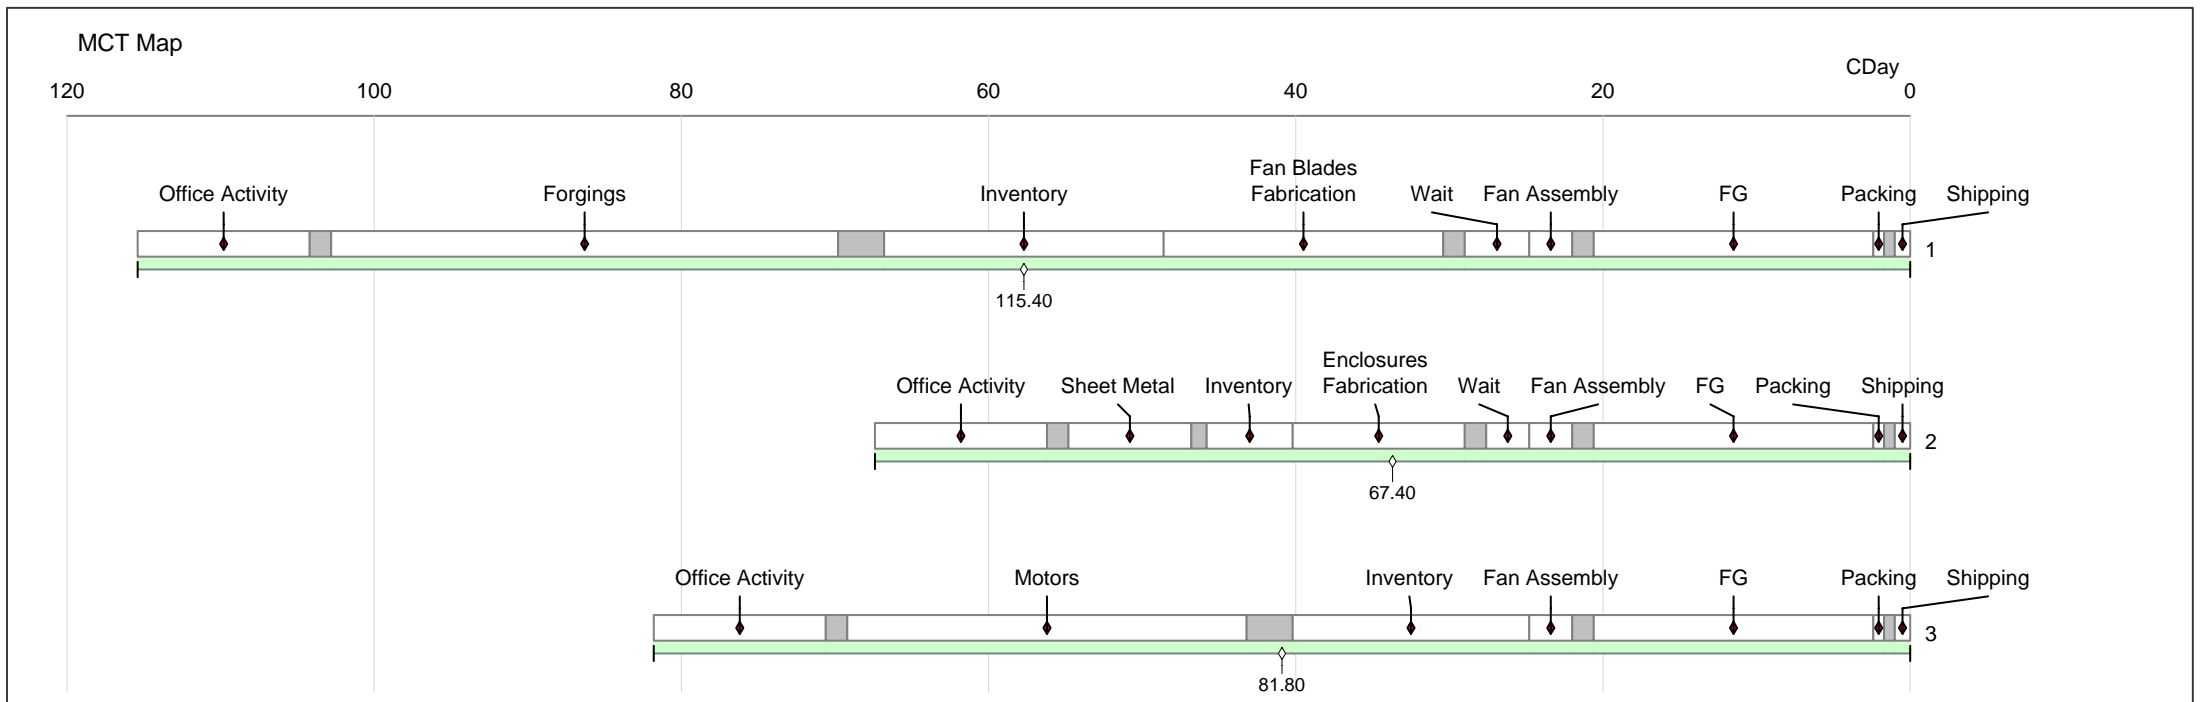 MCT Map
CDay
120 100 80 60 40 20 0
Fan Blades
Office Activity Forgings Inventory Fabrication Wait Fan Assembly FG Packing Shipping
1
115.40
Enclosures
Office Activity Sheet Metal Inventory Fabrication Wait Fan Assembly FG Packing Shipping
2
67.40
Office Activity Motors Inventory Fan Assembly FG Packing Shipping
3
81.80